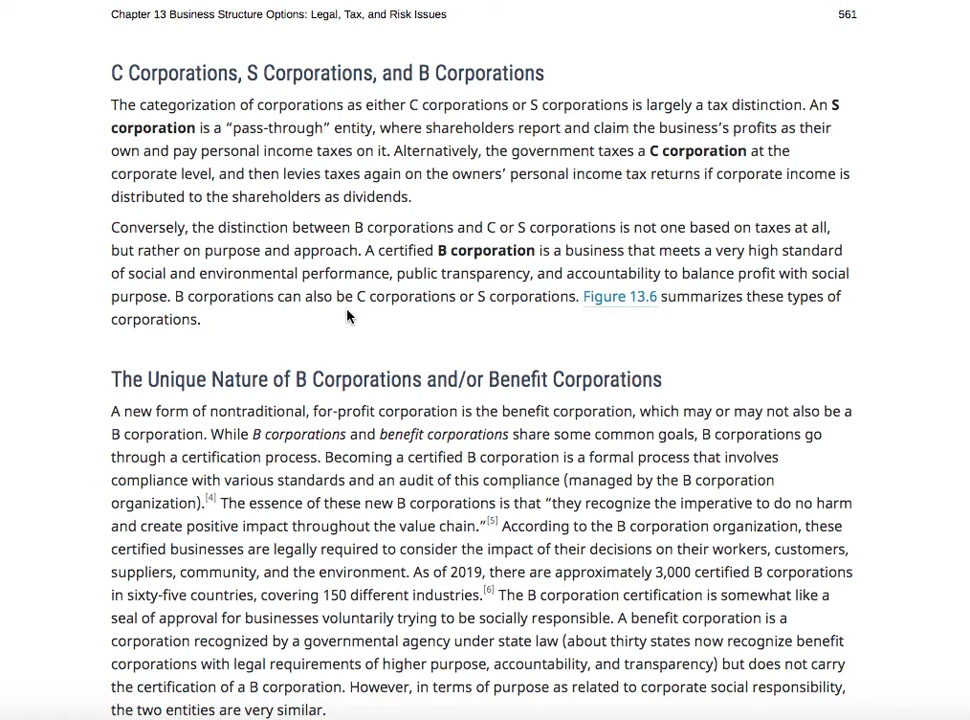 Chapter 13 Business Structure Options: Legal, Tax, and Risk Issues 561
C Corporations, S Corporations, and B Corporations
The categorization of corporations as either C corporations or S corporations is largely a tax distinction. An S
corporation is a “pass-through” entity, where shareholders report and claim the business’s profits as their
own and pay personal income taxes on it. Alternatively, the government taxes a C corporation at the
corporate level, and then levies taxes again on the owners’ personal income tax returns if corporate income is
distributed to the shareholders as dividends.
Conversely, the distinction between B corporations and C or S corporations is not one based on taxes at all,
but rather on purpose and approach. A certified B corporation is a business that meets a very high standard
of social and environmental performance, public transparency, and accountability to balance profit with social
purpose. B corporations can also be C corporations or S corporations. Figure 13.6 summarizes these types of
corporations.
The Unique Nature of B Corporations and/or Benefit Corporations
A new form of nontraditional, for-profit corporation is the benefit corporation, which may or may not also be a
B corporation. While B corporations and benefit corporations share some common goals, B corporations go
through a certification process. Becoming a certified B corporation is a formal process that involves
compliance with various standards and an audit of this compliance (managed by the B corporation
organization).[4] The essence of these new B corporations is that “they recognize the imperative to do no harm
and create positive impact throughout the value chain.”[5] According to the B corporation organization, these
certified businesses are legally required to consider the impact of their decisions on their workers, customers,
suppliers, community, and the environment. As of 2019, there are approximately 3,000 certified B corporations
in sixty-five countries, covering 150 different industries.[6] The B corporation certification is somewhat like a
seal of approval for businesses voluntarily trying to be socially responsible. A benefit corporation is a
corporation recognized by a governmental agency under state law (about thirty states now recognize benefit
corporations with legal requirements of higher purpose, accountability, and transparency) but does not carry
the certification of a B corporation. However, in terms of purpose as related to corporate social responsibility,
the two entities are very similar.